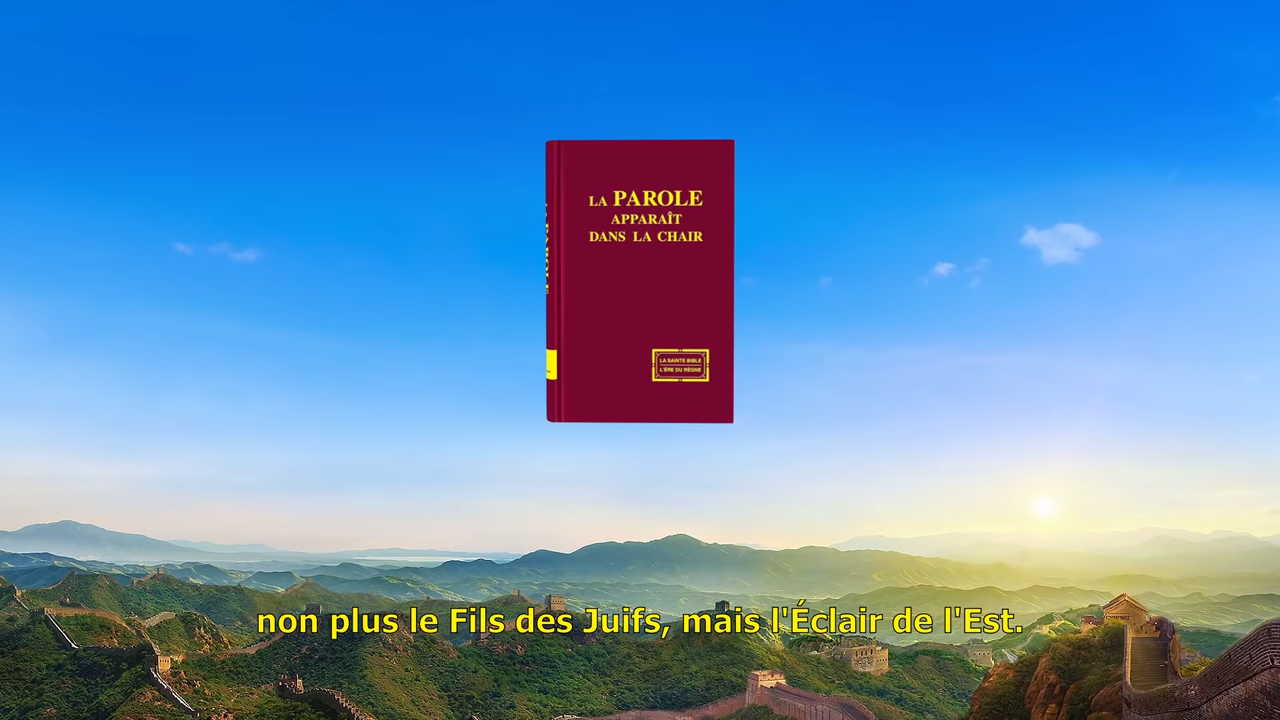 LA PAROLE
APPARAÎT
DANS LA CHAIR
LA SAINTE BIBLE
L'ÈRE DU RÈGNE
non plus le Fils des Juifs, mais l'Éclair de l'Est.